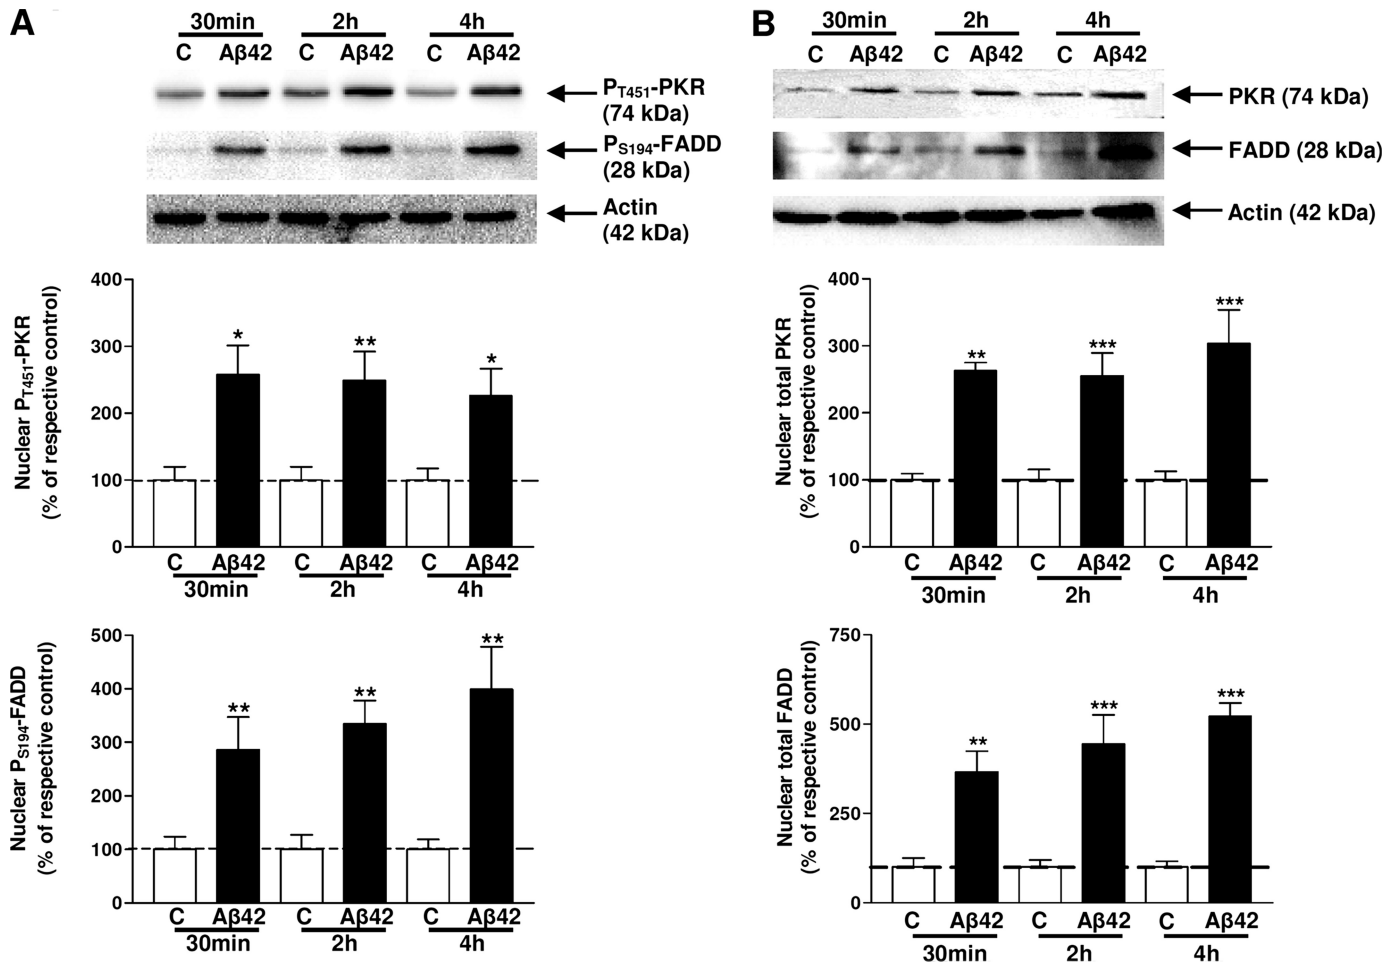 A
30min 2h 4h
C Aβ42 C Aβ42 C Aβ42
PT451-PKR
(74 kDa)
PS194-FADD
(28 kDa)
Actin
(42 kDa)
Nuclear PT451-PKR
(% of respective control)
400
300
200
100
0
* ** *
C Aβ42 C Aβ42 C Aβ42
30min 2h 4h
Nuclear PS194-FADD
(% of respective control)
500
400
300
200
100
0
** ** **
C Aβ42 C Aβ42 C Aβ42
30min 2h 4h
B
30min 2h 4h
C Aβ42 C Aβ42 C Aβ42
PKR (74 kDa)
FADD (28 kDa)
Actin (42 kDa)
Nuclear total PKR
(% of respective control)
400
300
200
100
0
** *** ***
C Aβ42 C Aβ42 C Aβ42
30min 2h 4h
Nuclear total FADD
(% of respective control)
750
500
250
0
** *** ***
C Aβ42 C Aβ42 C Aβ42
30min 2h 4h